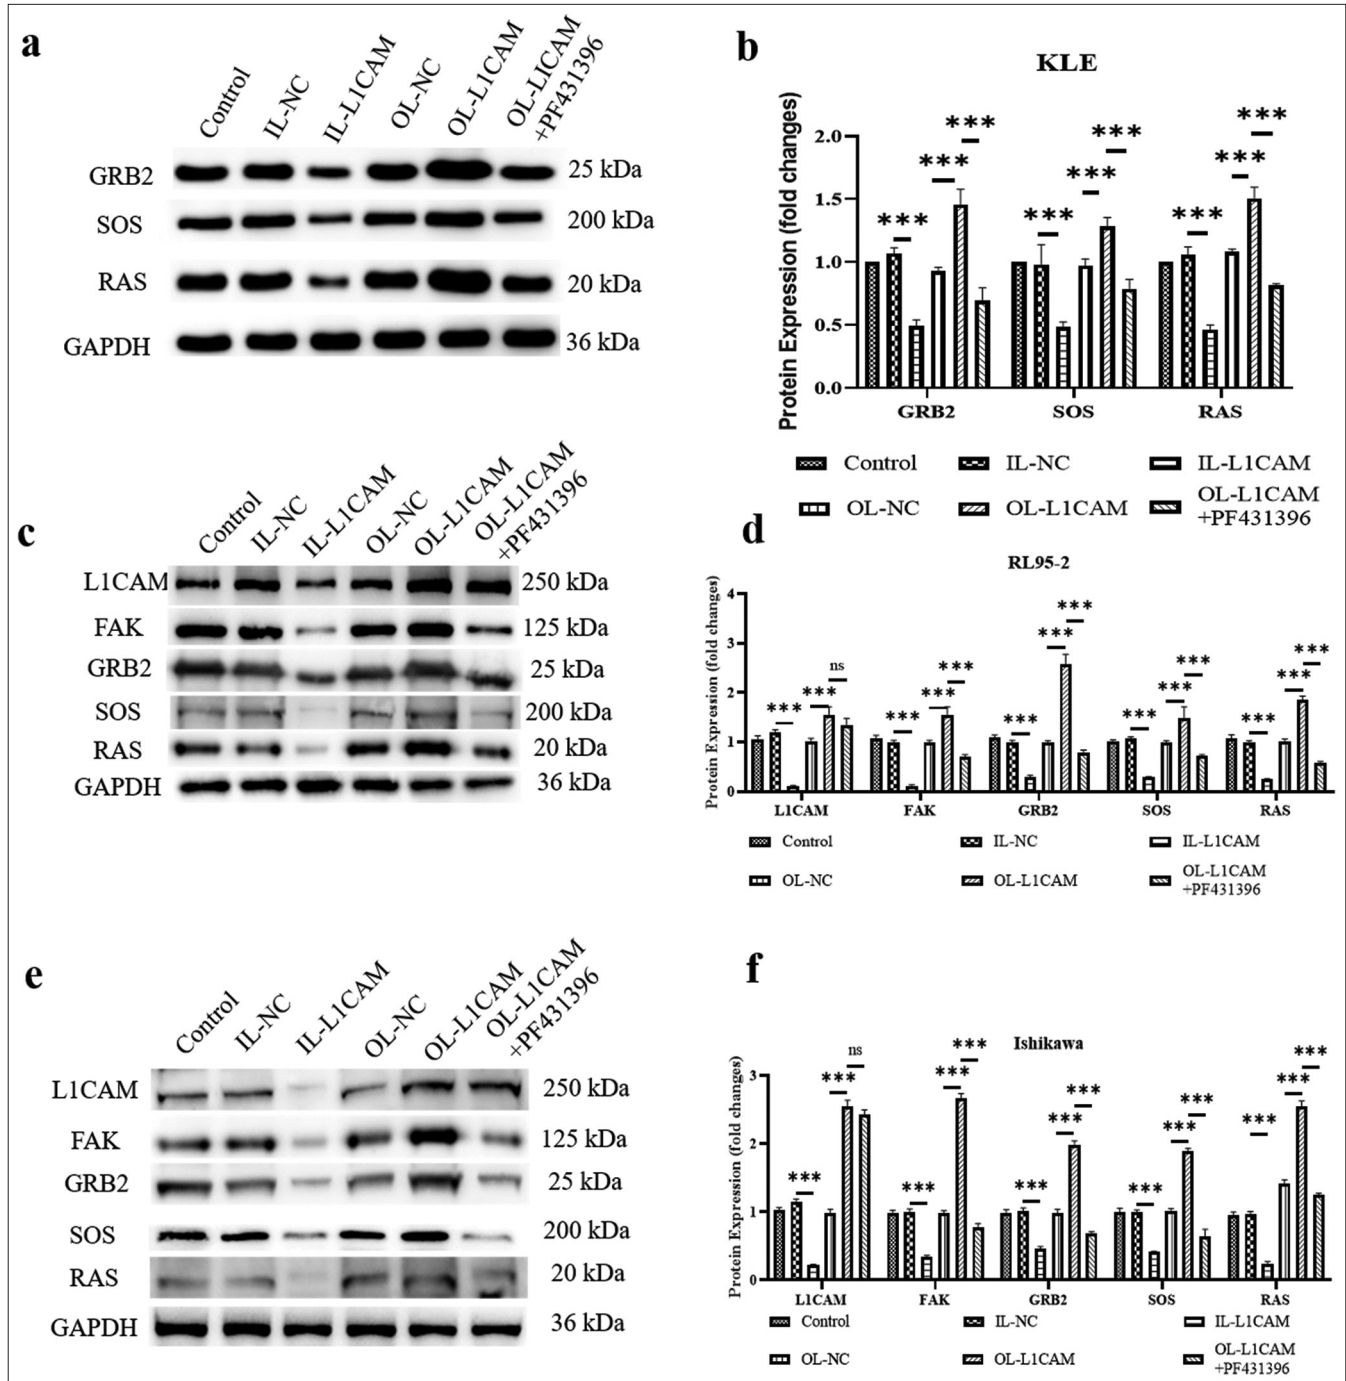 a
Control
IL-NC
IL-L1CAM
OL-NC
OL-L1CAM
OL-LICAM
+PF431396
GRB2
25 kDa
SOS
200 kDa
RAS
20 kDa
GAPDH
36 kDa
b
KLE
Protein Expression (fold changes)
2.0
1.5
1.0
0.5
0.0
*** *** ***
*** *** ***
*** *** ***
GRB2 SOS RAS
Control IL-NC IL-L1CAM
OL-NC OL-L1CAM OL-L1CAM
+PF431396
c
Control
IL-NC
IL-L1CAM
OL-NC
OL-L1CAM
OL-L1CAM
+PF431396
L1CAM
250 kDa
FAK
125 kDa
GRB2
25 kDa
SOS
200 kDa
RAS
20 kDa
GAPDH
36 kDa
d
RL95-2
Protein Expression (fold changes)
4
3
2
1
0
*** *** ns
*** *** ***
*** *** ***
*** *** ***
*** *** ***
L1CAM FAK GRB2 SOS RAS
Control IL-NC IL-L1CAM
OL-NC OL-L1CAM OL-L1CAM
+PF431396
e
Control
IL-NC
IL-L1CAM
OL-NC
OL-L1CAM
OL-L1CAM
+PF431396
L1CAM
250 kDa
FAK
125 kDa
GRB2
25 kDa
SOS
200 kDa
RAS
20 kDa
GAPDH
36 kDa
f
Ishikawa
Protein Expression (fold changes)
3
2
1
0
*** *** ns
*** *** ***
*** *** ***
*** *** ***
*** *** ***
L1CAM FAK GRB2 SOS RAS
Control IL-NC IL-L1CAM
OL-NC OL-L1CAM OL-L1CAM
+PF431396